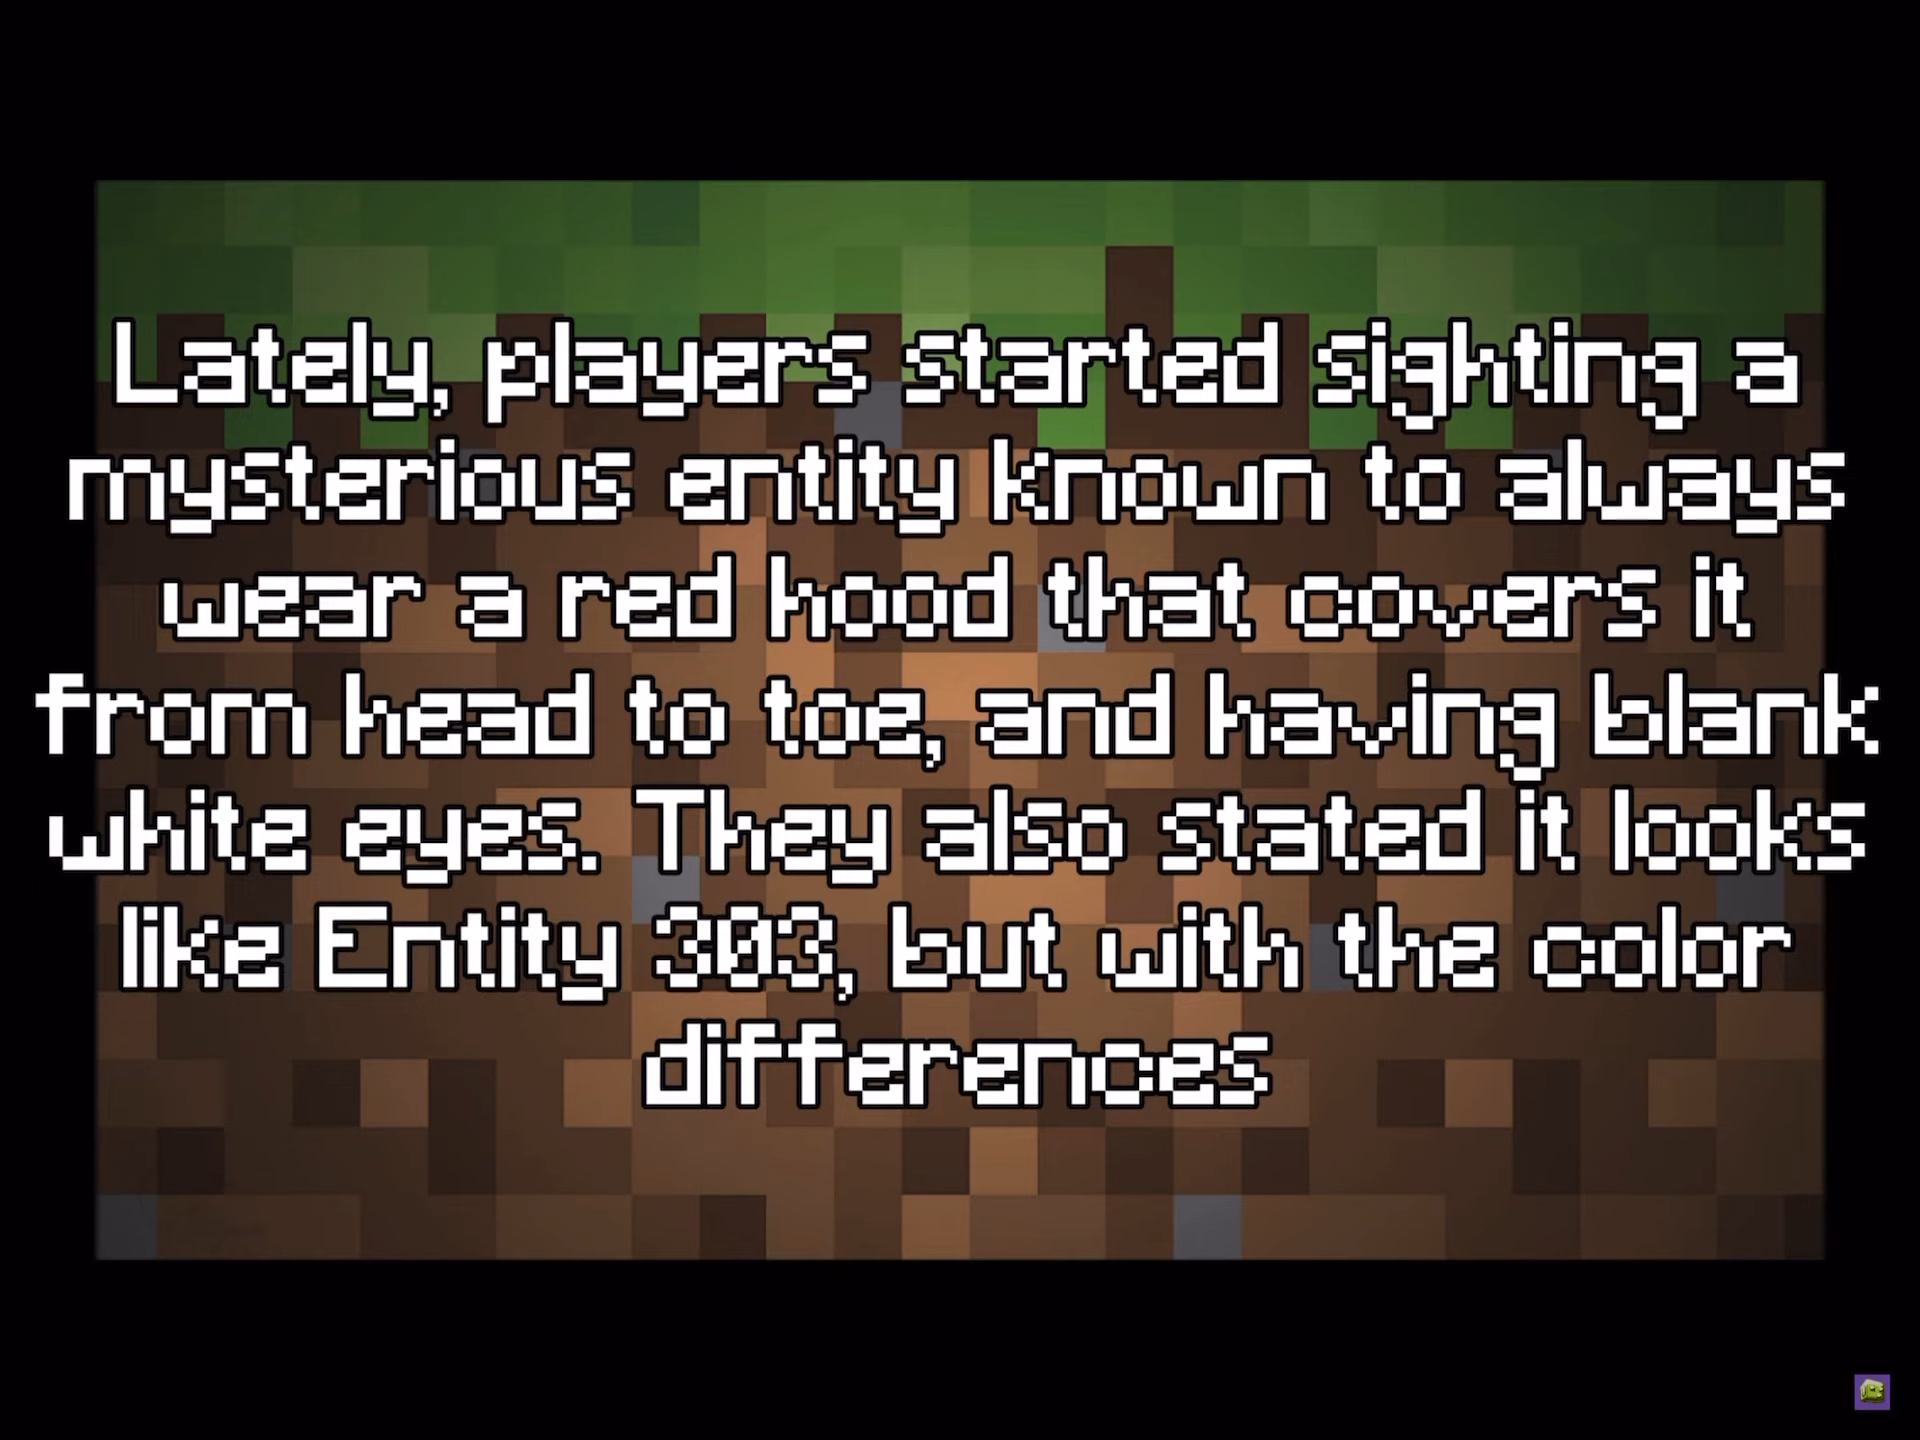 Lately, players started sighting a
mysterious entity known to always
wear a red hood that covers it
from head to toe, and having blank
white eyes. They also stated it looks
like Entity 303, but with the color
differences